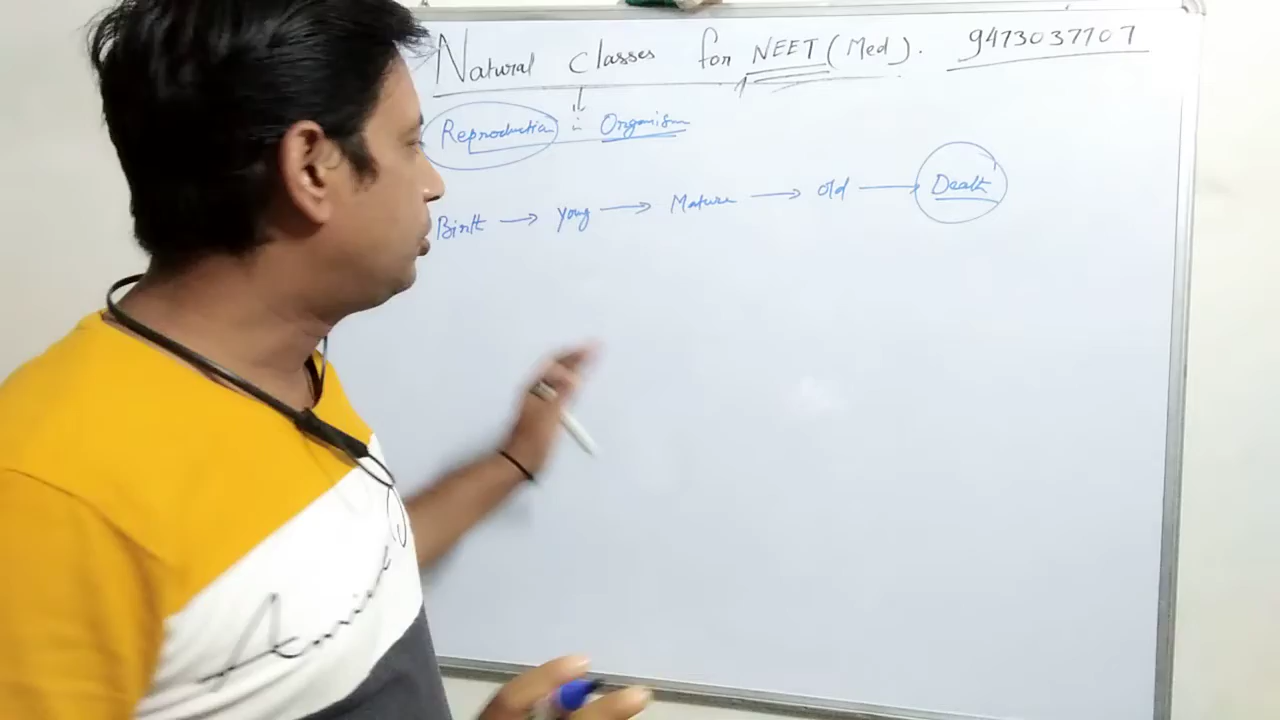 Natural classes for NEET (Med). 9473037707
Reproduction in Organism
Birth → young → Mature → old → Death